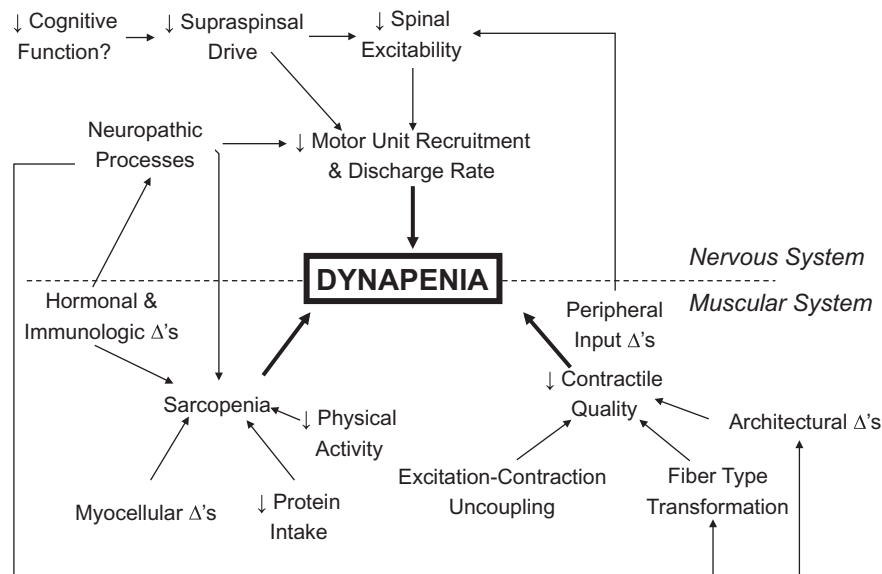 ↓ Cognitive
Function?
↓ Supraspinsal
Drive
↓ Spinal
Excitability
Neuropathic
Processes
↓ Motor Unit Recruitment
& Discharge Rate
DYNAPENIA
Nervous System
Muscular System
Hormonal &
Immunologic Δ's
Peripheral
Input Δ's
Sarcopenia
↓ Physical
Activity
↓ Contractile
Quality
Architectural Δ's
Myocellular Δ's
↓ Protein
Intake
Excitation-Contraction
Uncoupling
Fiber Type
Transformation